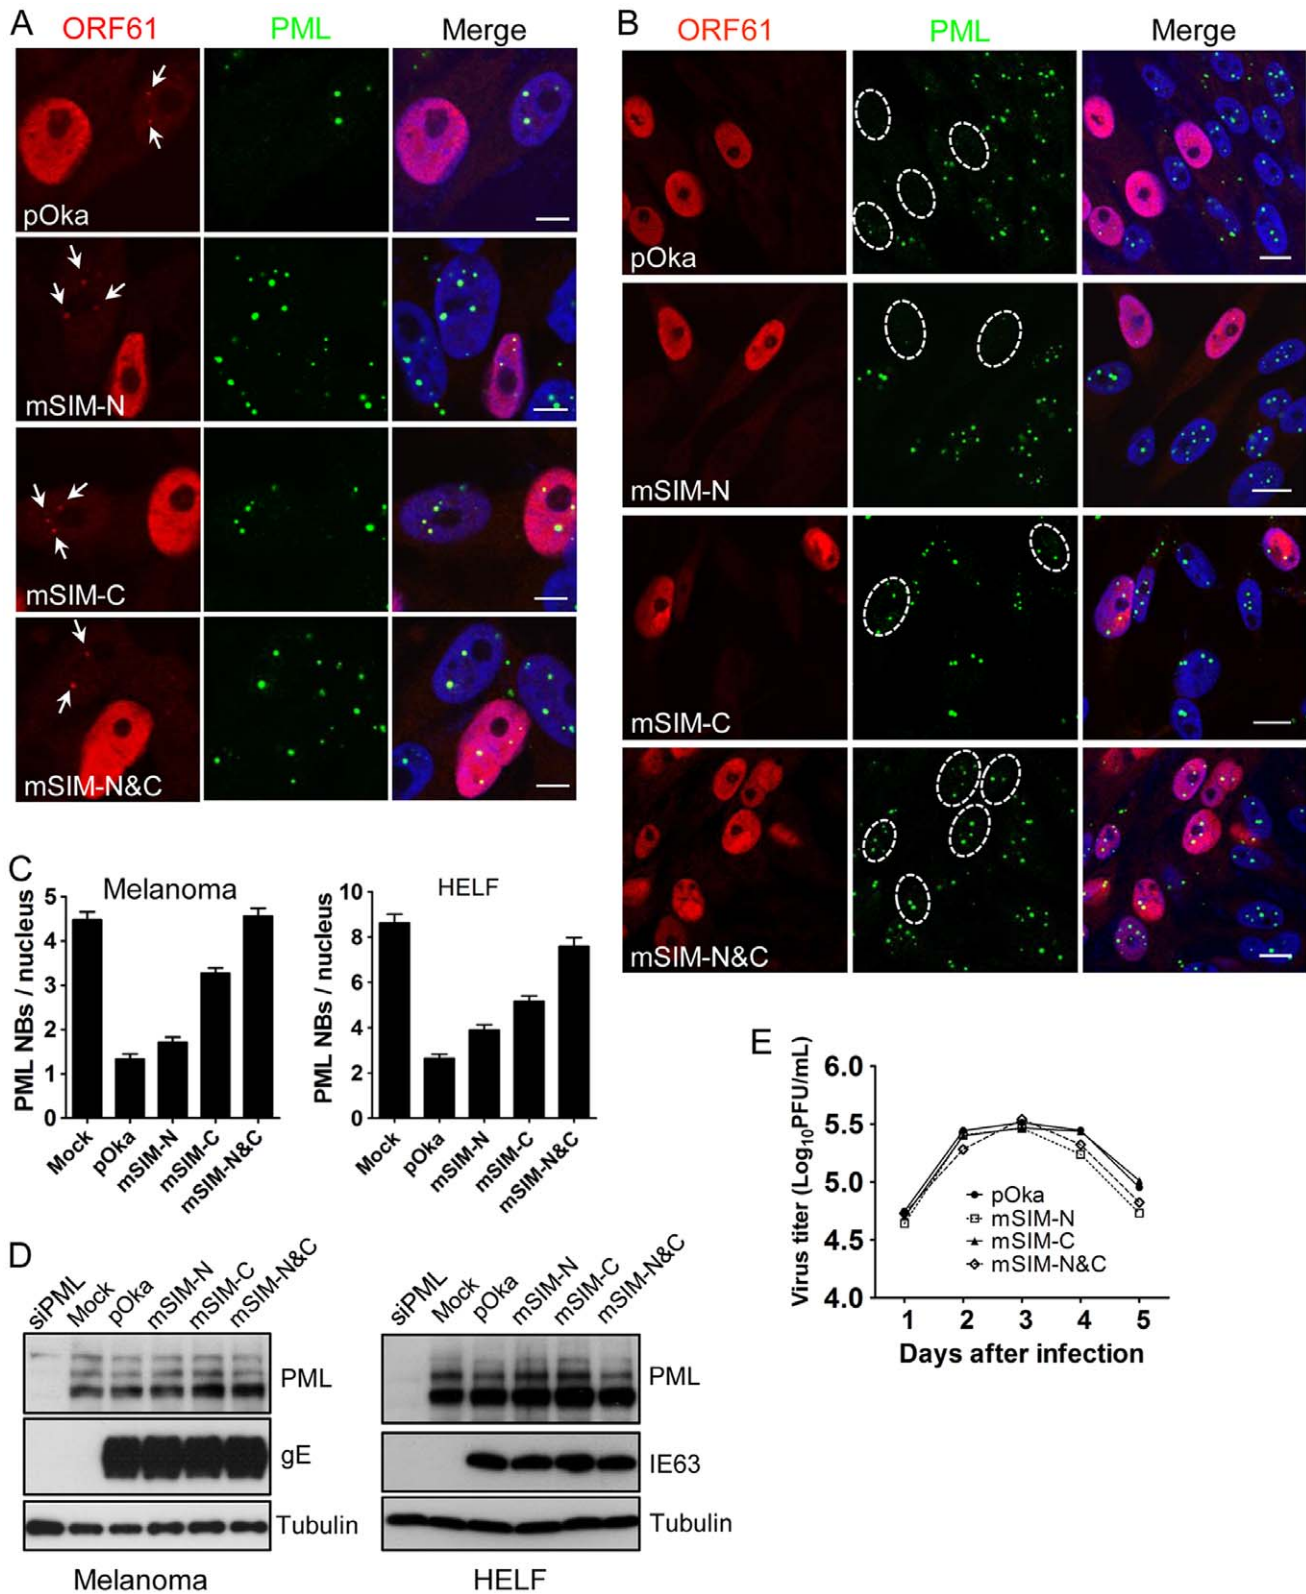 A
ORF61 PML Merge
pOka
mSIM-N
mSIM-C
mSIM-N&C
B
ORF61 PML Merge
pOka
mSIM-N
mSIM-C
mSIM-N&C
C
Melanoma
PML NBs / nucleus
5
4
3
2
1
0
Mock pOka mSIM-N mSIM-C mSIM-N&C
HELF
PML NBs / nucleus
10
8
6
4
2
0
Mock pOka mSIM-N mSIM-C mSIM-N&C
D
siPML Mock pOka mSIM-N mSIM-C mSIM-N&C
PML
gE
Tubulin
Melanoma
siPML Mock pOka mSIM-N mSIM-C mSIM-N&C
PML
IE63
Tubulin
HELF
E
Virus titer (Log10PFU/mL)
6.0
5.5
5.0
4.5
4.0
pOka
mSIM-N
mSIM-C
mSIM-N&C
1 2 3 4 5
Days after infection